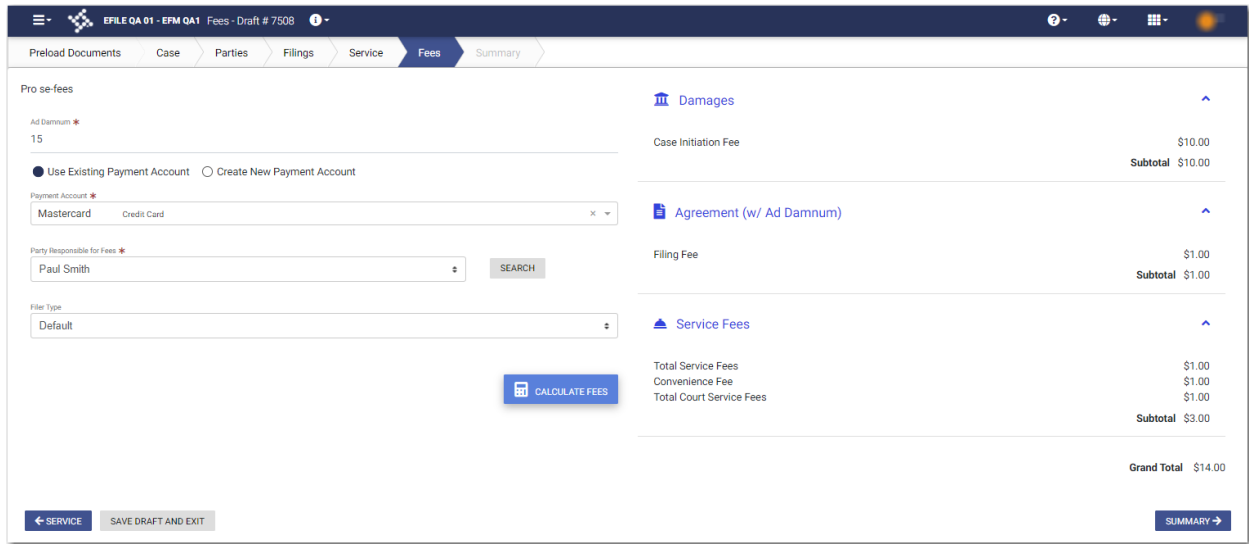 EFILE QA 01 - EFM QA1 Fees - Draft # 7508
Preload Documents Case Parties Filings Service Fees Summary
Pro se-fees
Ad Damnum *
15
Use Existing Payment Account Create New Payment Account
Payment Account *
Mastercard Credit Card
Party Responsible for Fees *
Paul Smith SEARCH
Filer Type
Default
CALCULATE FEES
Damages
Case Initiation Fee $10.00
Subtotal $10.00
Agreement (w/ Ad Damnum)
Filing Fee $1.00
Subtotal $1.00
Service Fees
Total Service Fees $1.00
Convenience Fee $1.00
Total Court Service Fees $1.00
Subtotal $3.00
Grand Total $14.00
SERVICE SAVE DRAFT AND EXIT SUMMARY